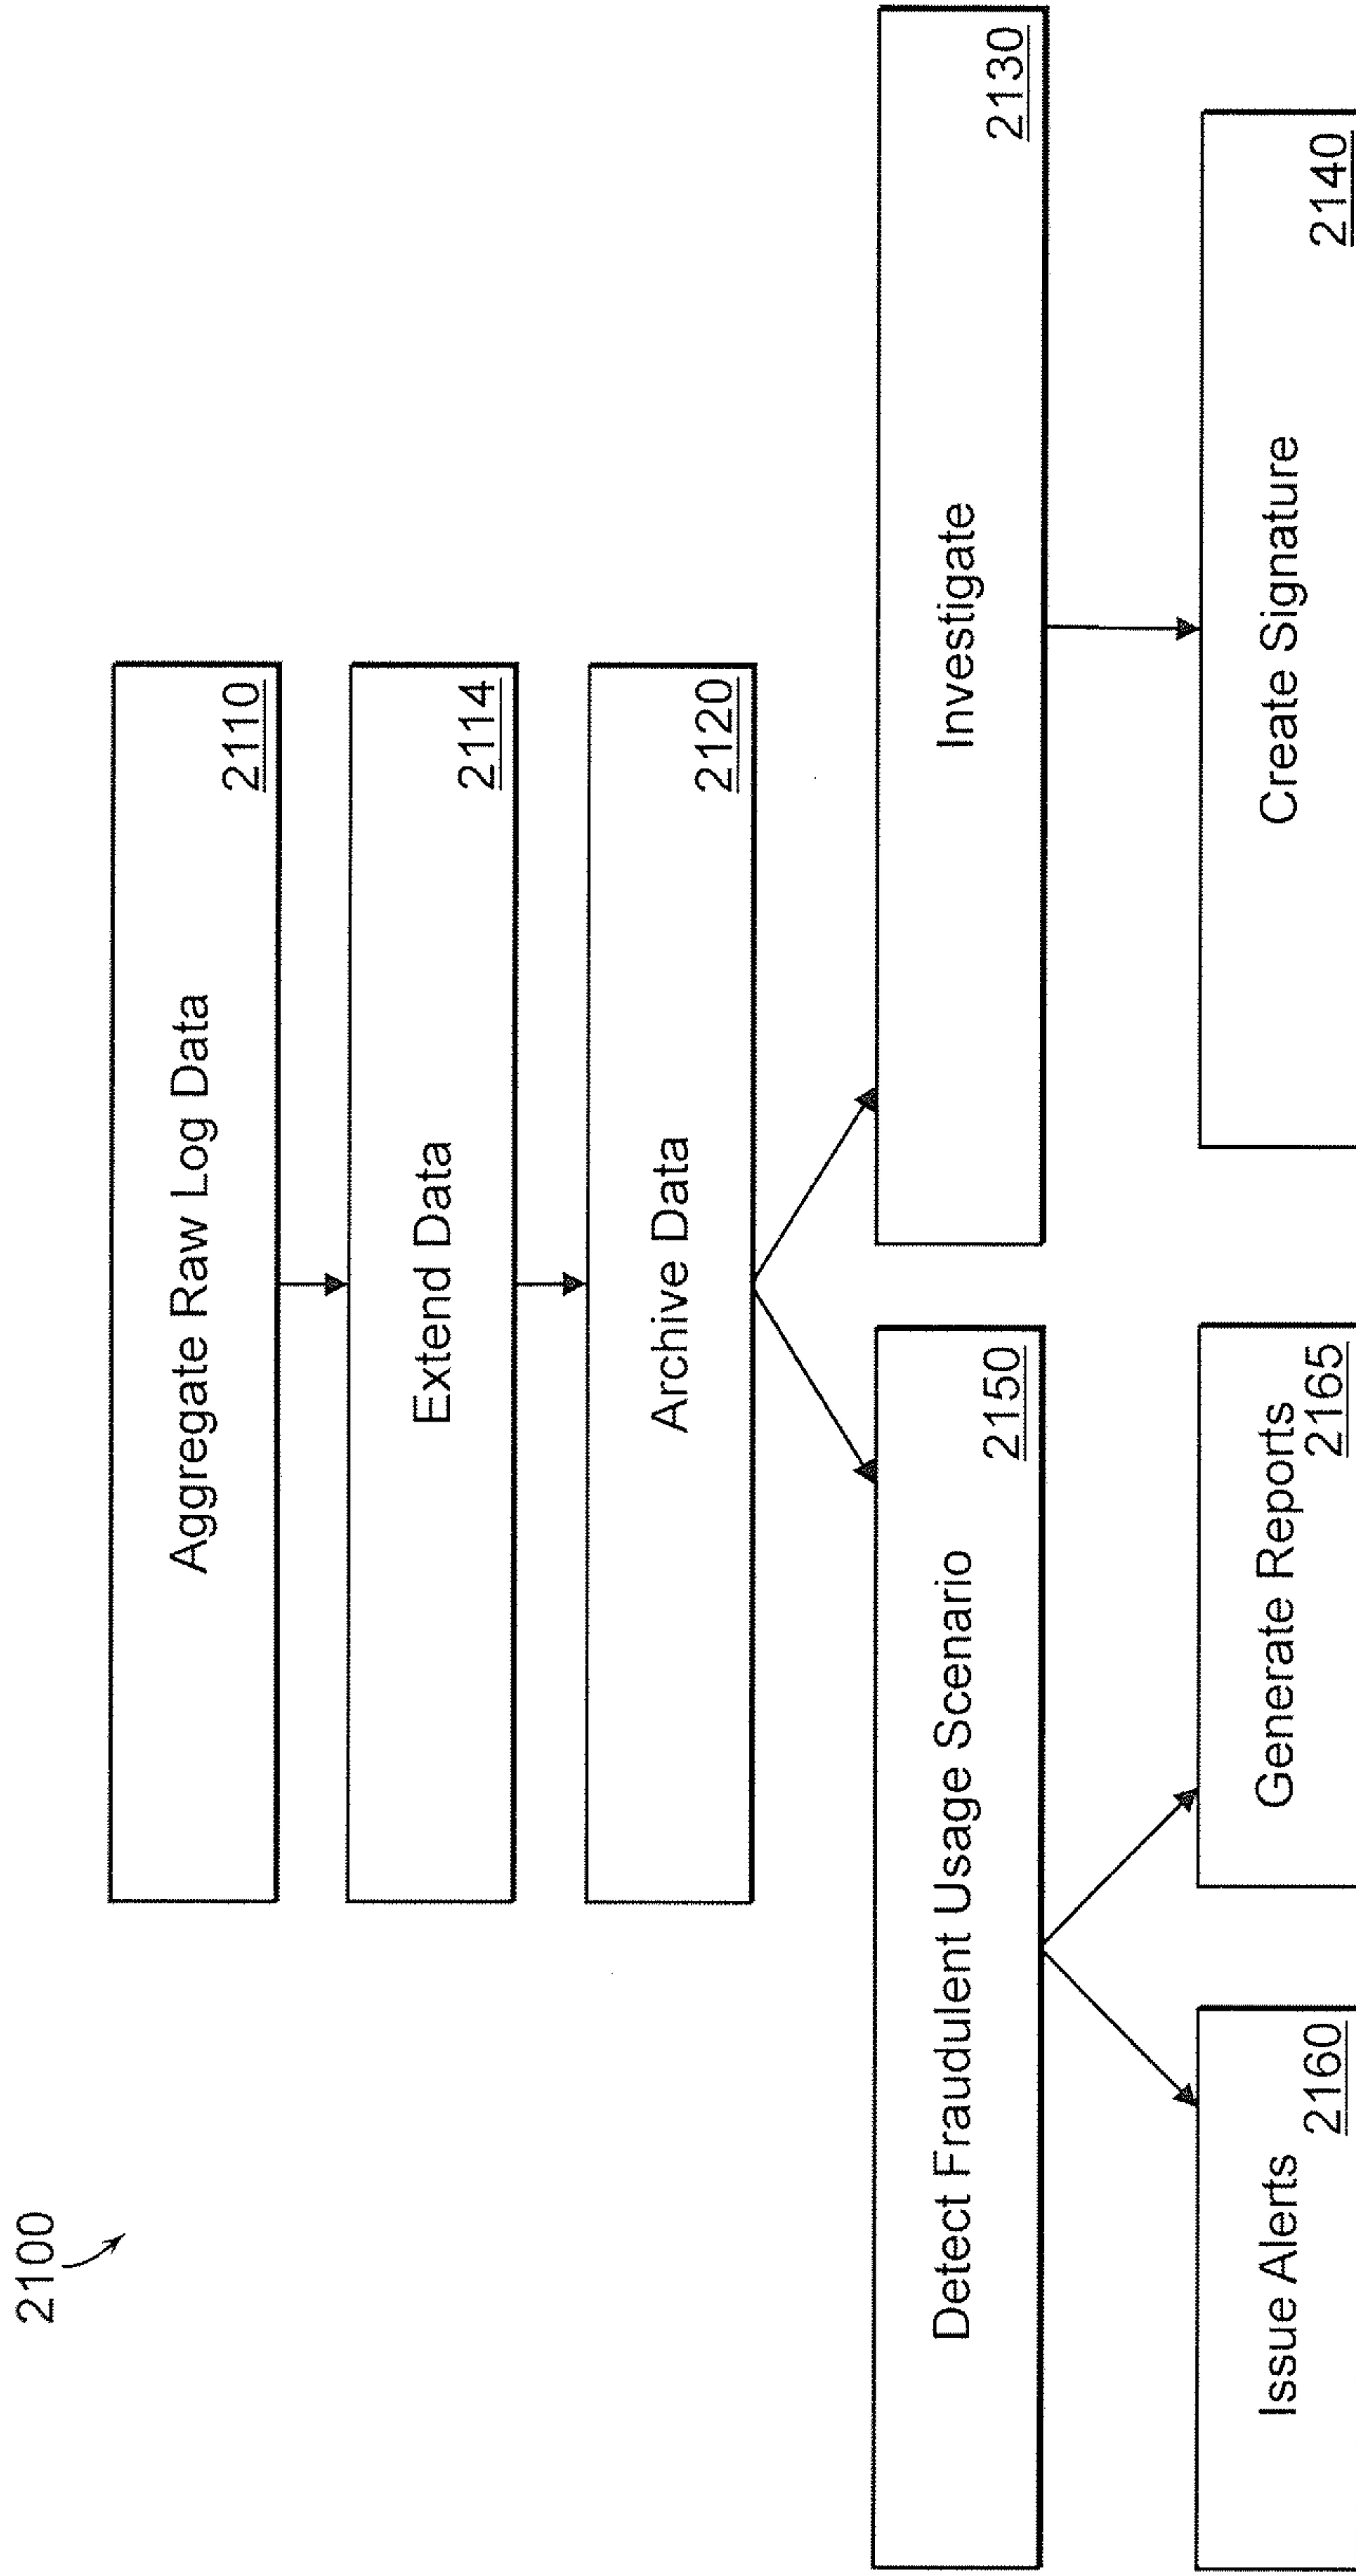 2100
Aggregate Raw Log Data
2110
Extend Data
2114
Archive Data
2120
Detect Fraudulent Usage Scenario
2150
Investigate
2130
Issue Alerts
2160
Generate Reports
2165
Create Signature
2140